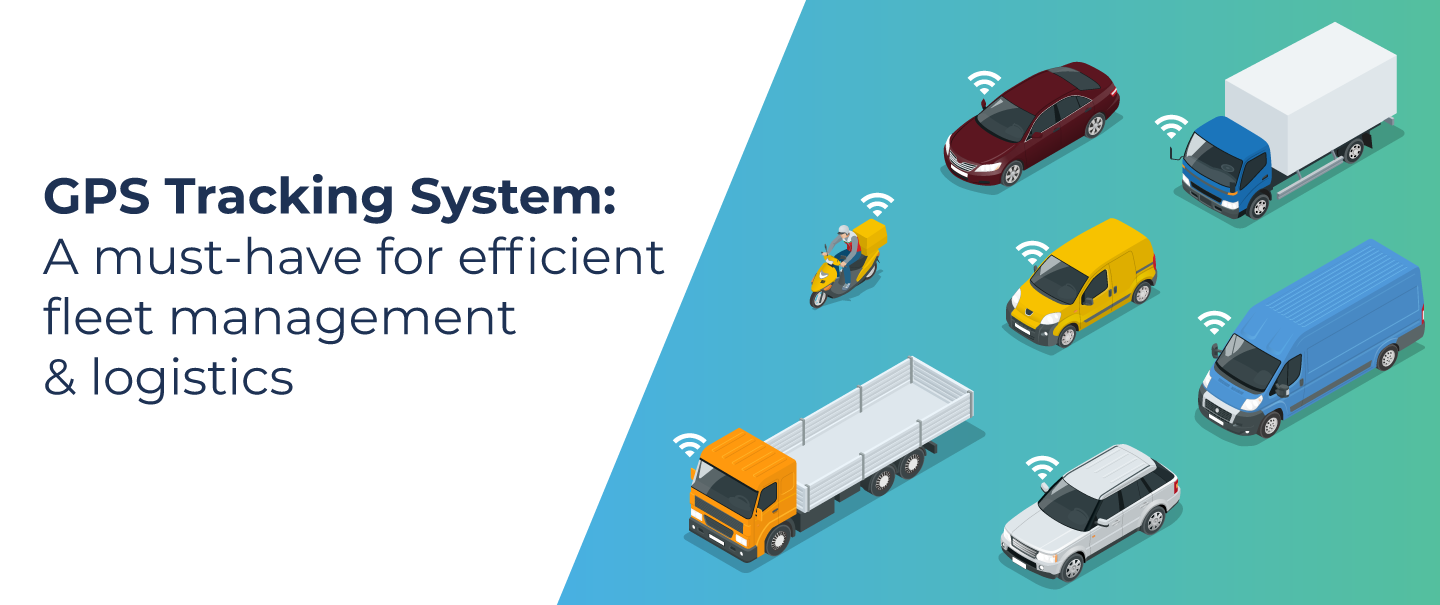 GPS Tracking System:
A must-have for efficient
fleet management
& logistics